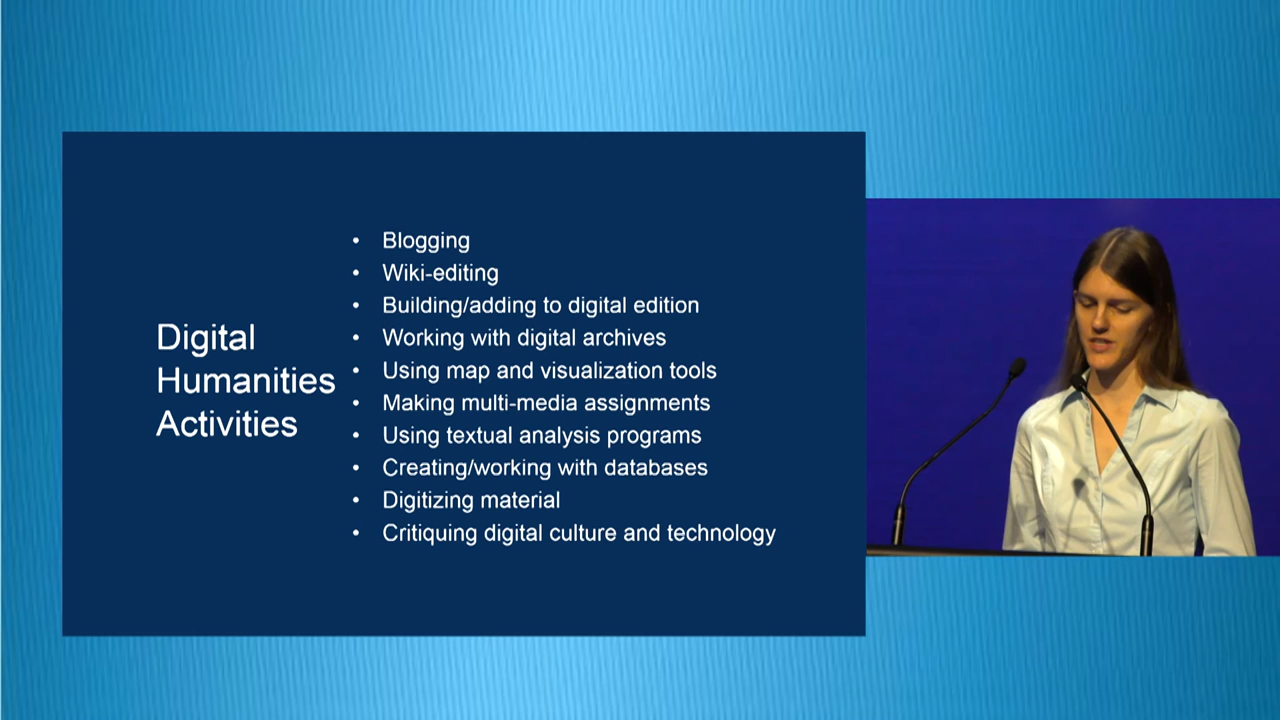 Digital
Humanities
Activities
• Blogging
• Wiki-editing
• Building/adding to digital edition
• Working with digital archives
• Using map and visualization tools
• Making multi-media assignments
• Using textual analysis programs
• Creating/working with databases
• Digitizing material
• Critiquing digital culture and technology